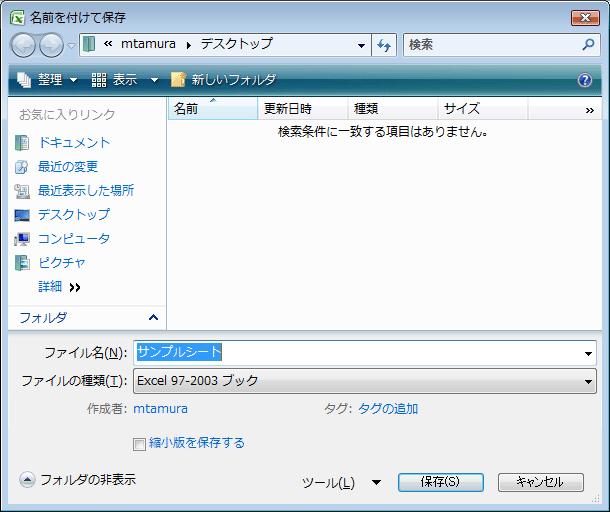 名前を付けて保存
« mtamura › デスクトップ 検索
整理 表示 新しいフォルダ ?
お気に入りリンク 名前 更新日時 種類 サイズ »
検索条件に一致する項目はありません。
ドキュメント
最近の変更
最近表示した場所
デスクトップ
コンピュータ
ピクチャ
詳細 »
フォルダ
ファイル名(N): サンプルシート
ファイルの種類(T): Excel 97-2003 ブック
作成者: mtamura タグ: タグの追加
縮小版を保存する
フォルダの非表示 ツール(L) 保存(S) キャンセル